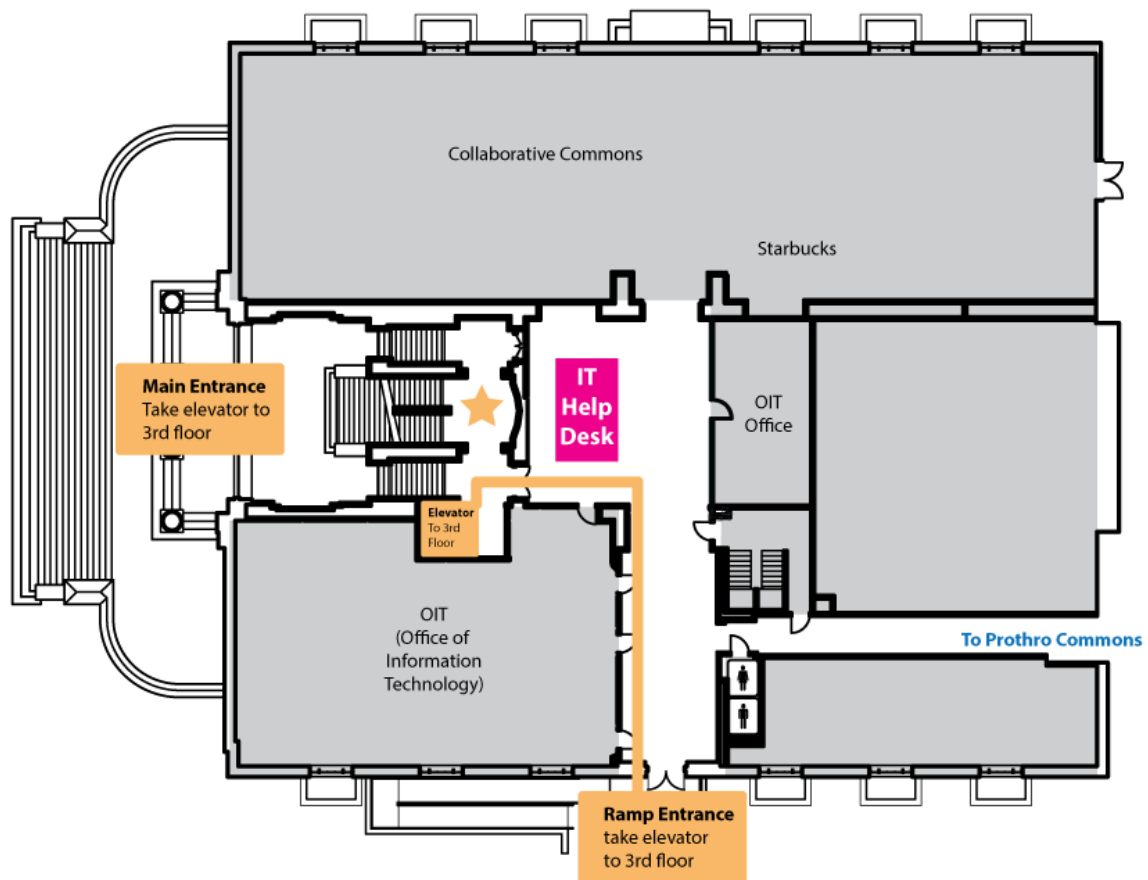 Collaborative Commons
Starbucks
Main Entrance
Take elevator to
3rd floor
IT
Help
Desk
OIT
Office
Elevator
To 3rd
Floor
OIT
(Office of
Information
Technology)
To Prothro Commons
Ramp Entrance
take elevator
to 3rd floor